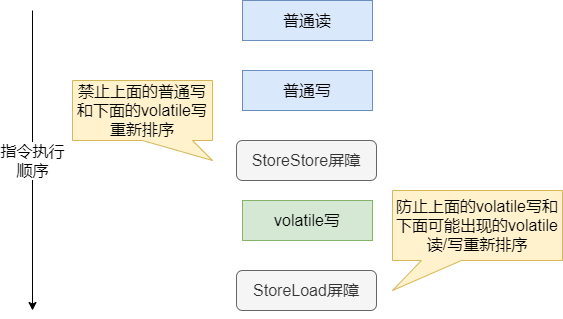 普通读
普通写
禁止上面的普通写
和下面的volatile写
重新排序
指令执行
顺序
StoreStore屏障
volatile写
防止上面的volatile写和
下面可能出现的volatile
读/写重新排序
StoreLoad屏障